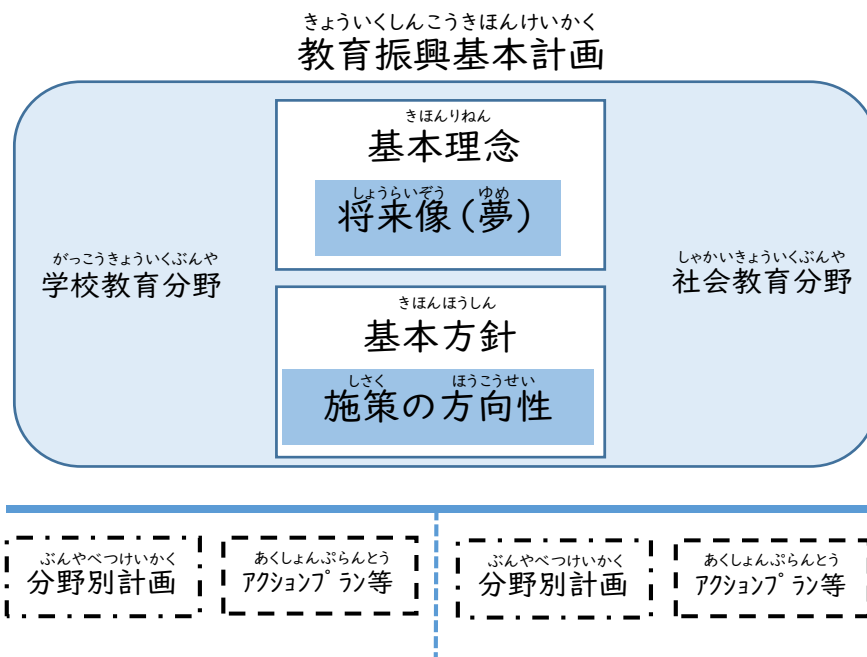 きょういくしんこうきほんけいかく
教育振興基本計画
きほんりねん
基本理念
しょうらいぞう ゆめ
将来像(夢)
がっこうきょういくぶんや
学校教育分野
しゃかいきょういくぶんや
社会教育分野
きほんほうしん
基本方針
しさく ほうこうせい
施策の方向性
ぶんやべつけいかく
分野別計画
あくしょんぷらんとう
アクションプラン等
ぶんやべつけいかく
分野別計画
あくしょんぷらんとう
アクションプラン等